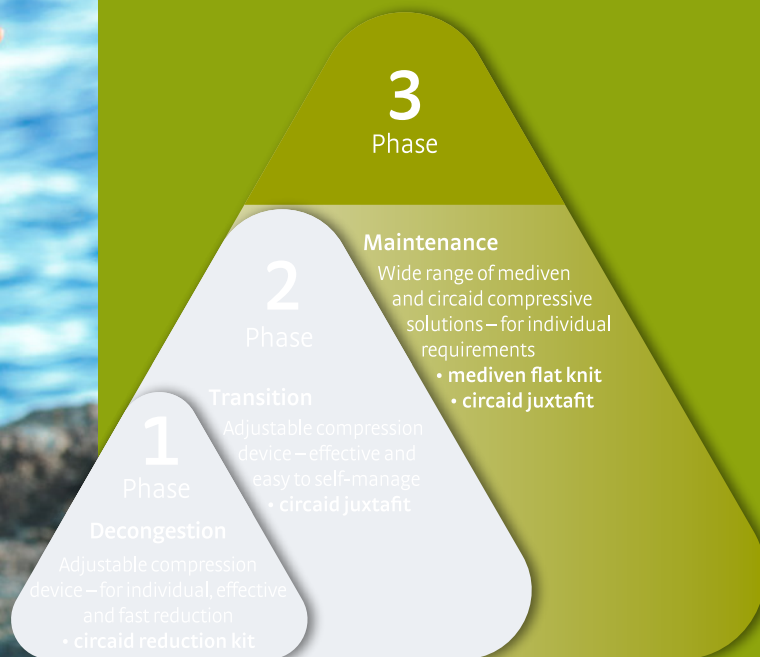 3
Phase
Maintenance
Wide range of mediven
and circaid compressive
solutions – for individual
requirements
• mediven flat knit
• circaid juxtafit
2
Phase
Transition
Adjustable compression
device – effective and
easy to self-manage
• circaid juxtafit
1
Phase
Decongestion
Adjustable compression
device – for individual, effective
and fast reduction
• circaid reduction kit